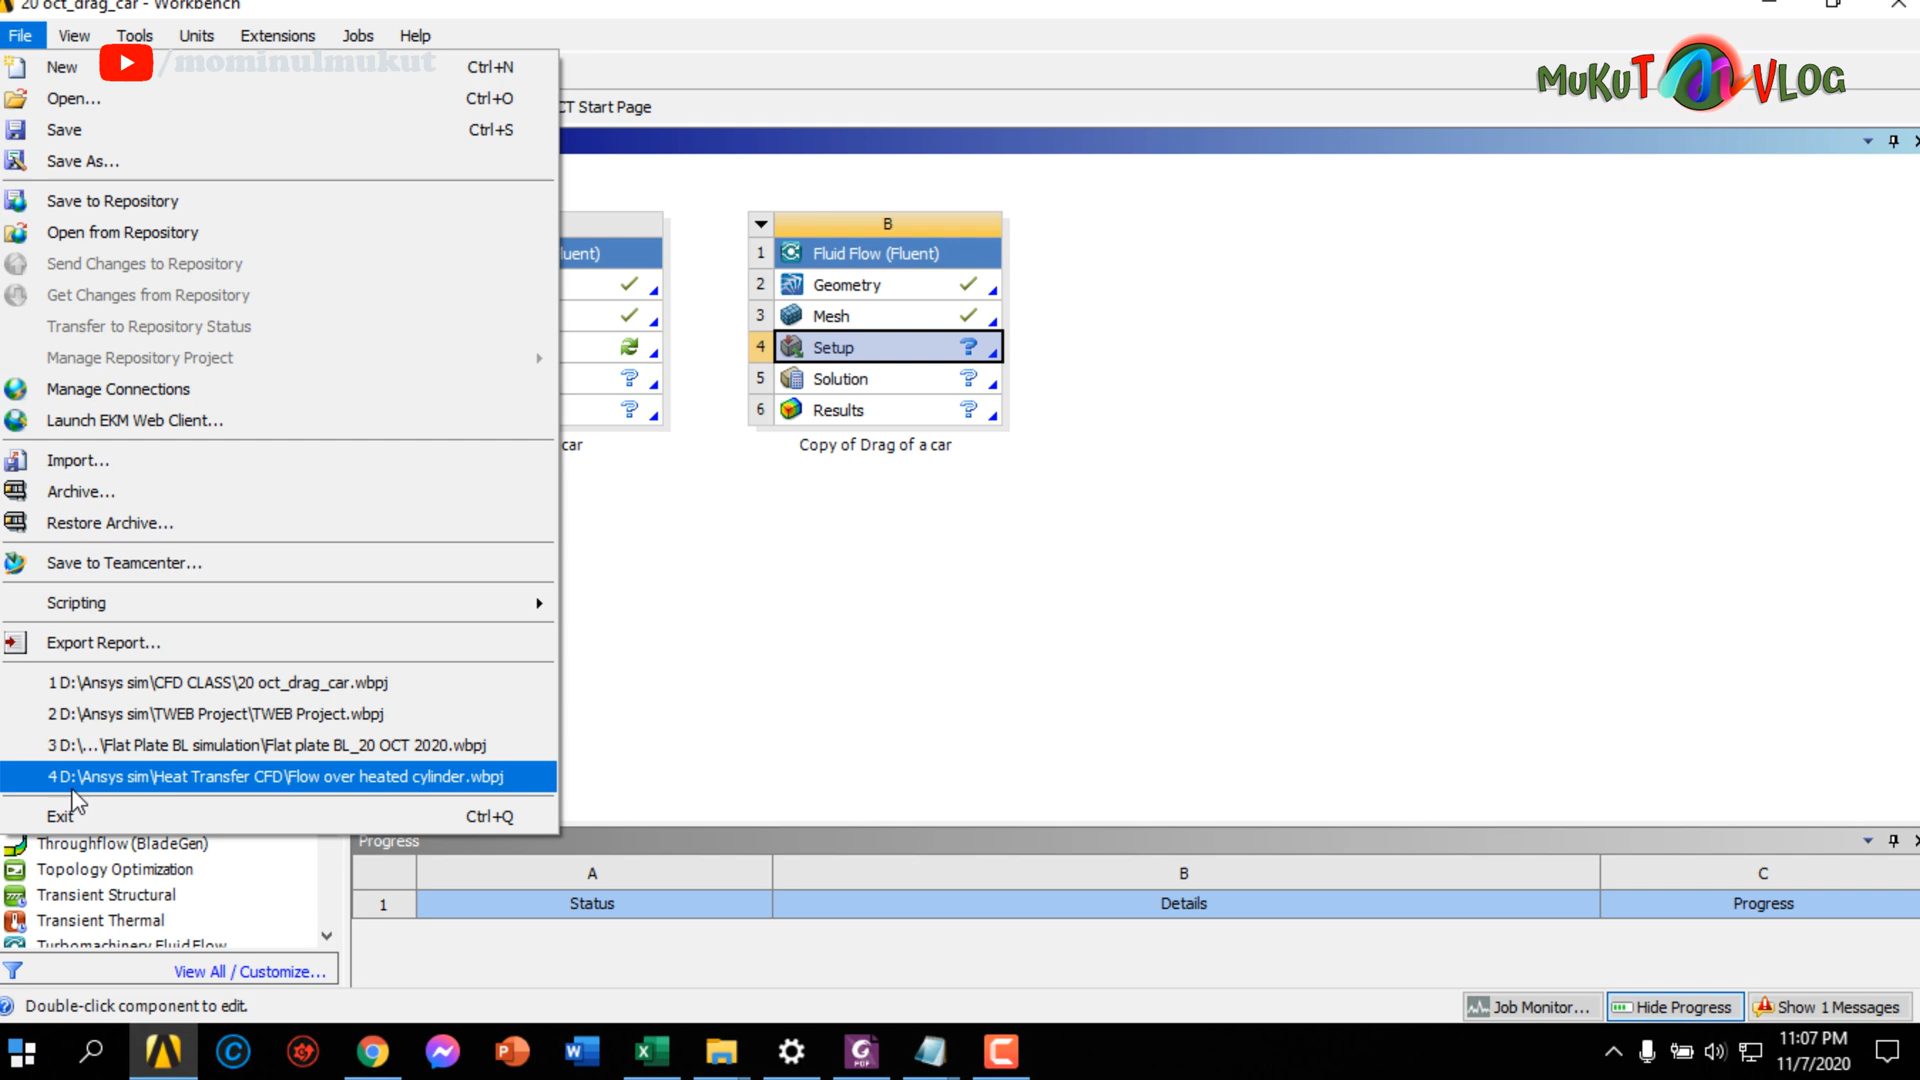 20 oct_drag_car - Workbench
File View Tools Units Extensions Jobs Help
/mominulmukut
MuKuT VLOG
New Ctrl+N
Open... Ctrl+O
CT Start Page
Save Ctrl+S
Save As...
Save to Repository
Open from Repository
Send Changes to Repository
Get Changes from Repository
Transfer to Repository Status
Manage Repository Project
Manage Connections
Launch EKM Web Client...
Import...
Archive...
Restore Archive...
Save to Teamcenter...
Scripting
Export Report...
1 D:\Ansys sim\CFD CLASS\20 oct_drag_car.wbpj
2 D:\Ansys sim\TWEB Project\TWEB Project.wbpj
3 D:\...\Flat Plate BL simulation\Flat plate BL_20 OCT 2020.wbpj
4 D:\Ansys sim\Heat Transfer CFD\Flow over heated cylinder.wbpj
Exit Ctrl+Q
luent)
car
B
1 Fluid Flow (Fluent)
2 Geometry
3 Mesh
4 Setup
5 Solution
6 Results
Copy of Drag of a car
Throughflow (BladeGen)
Topology Optimization
Transient Structural
Transient Thermal
Turbomachinery Fluid Flow
View All / Customize...
Progress
A B C
1 Status Details Progress
Double-click component to edit.
Job Monitor... Hide Progress Show 1 Messages
11:07 PM
11/7/2020